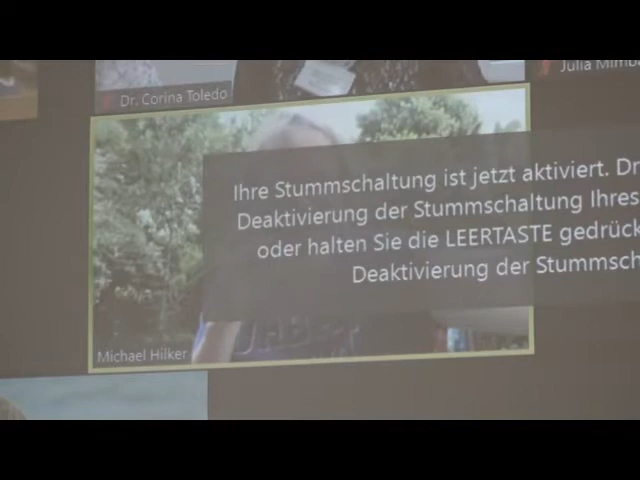 Dr. Corina Toledo
Julia
Ihre Stummschaltung ist jetzt aktiviert.
Deaktivierung der Stummschaltung Ihres
oder halten Sie die LEERTASTE
Deaktivierung der
Michael Hilker